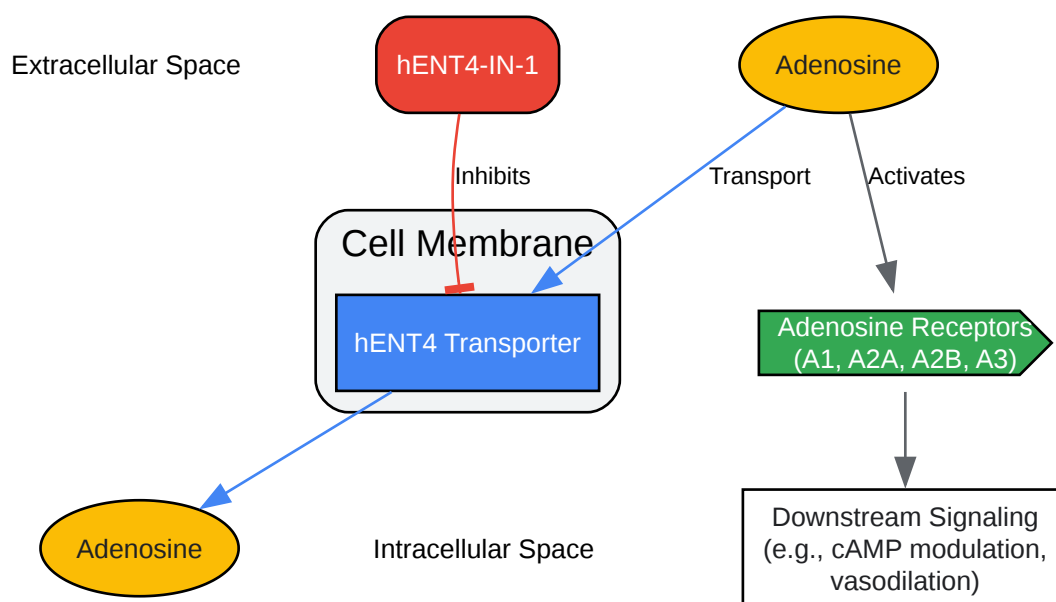 Extracellular Space
hENT4-IN-1
Adenosine
Inhibits
Transport
Activates
Cell Membrane
hENT4 Transporter
Adenosine Receptors
(A1, A2A, A2B, A3)
Adenosine
Intracellular Space
Downstream Signaling
(e.g., cAMP modulation,
vasodilation)